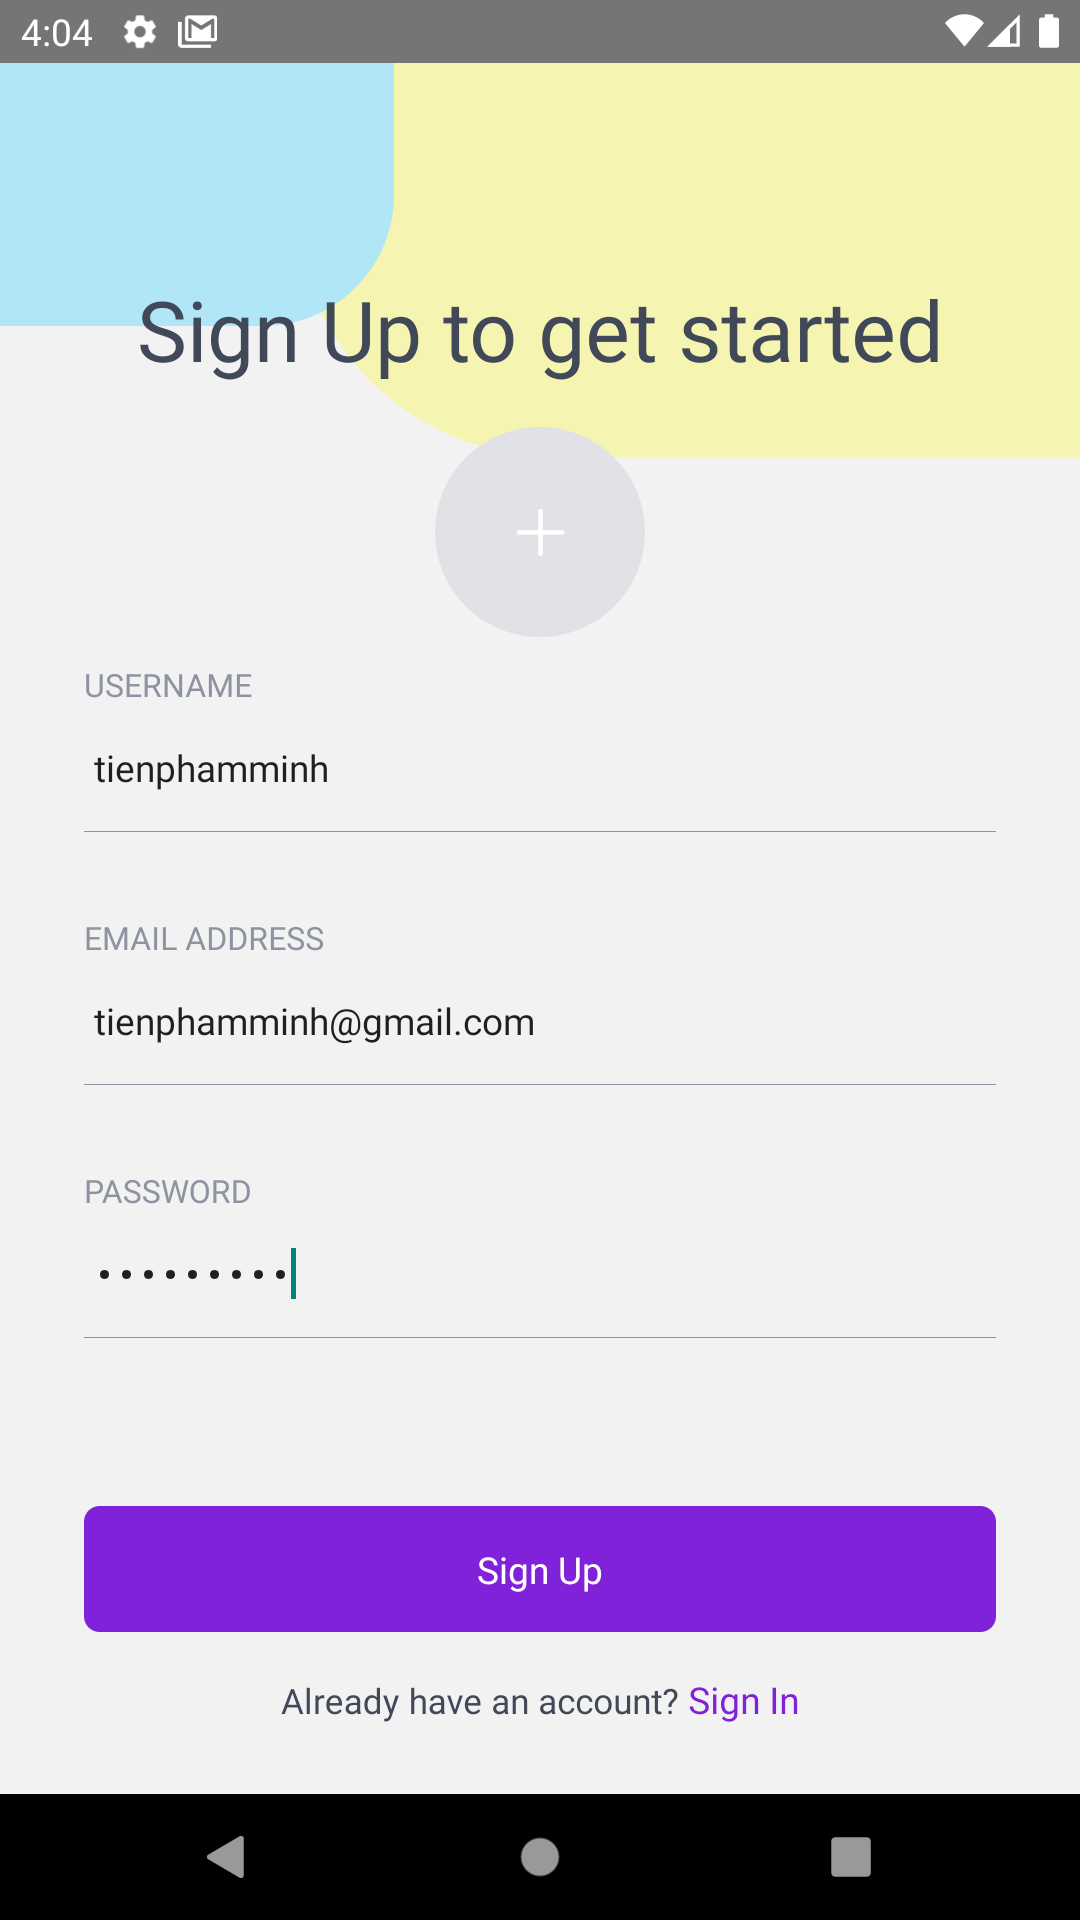 4:04
Sign Up to get started
USERNAME
tienphamminh
EMAIL ADDRESS
tienphamminh@gmail.com
PASSWORD
•••••••••
Sign Up
Already have an account? Sign In